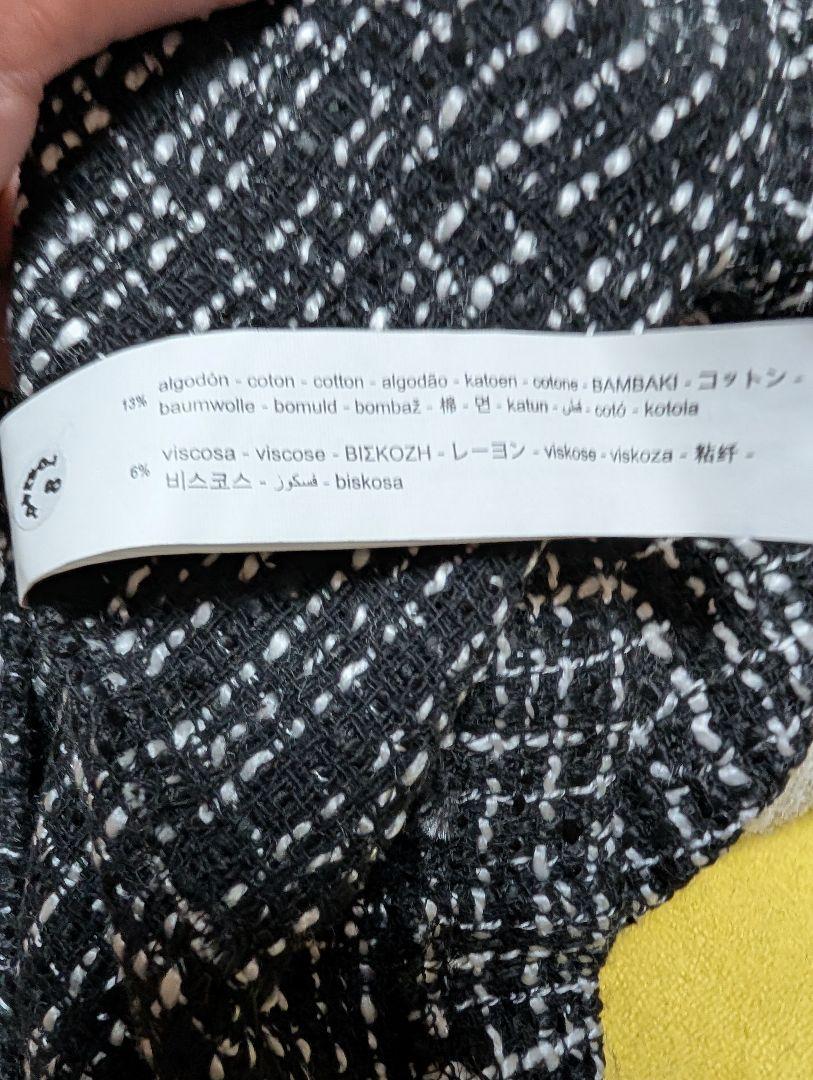 13% algodón - coton - cotton - algodão - katoen - cotone - BAMBAKI - コットン -
baumwolle - bomuld - bombaž - 棉 - 면 - katun - قطن - cotó - kotoia
6% viscosa - viscose - ΒΙΣΚΟΖΗ - レーヨン - viskose - viskoza - 粘纤 -
비스코스 - فسكوز - biskosa